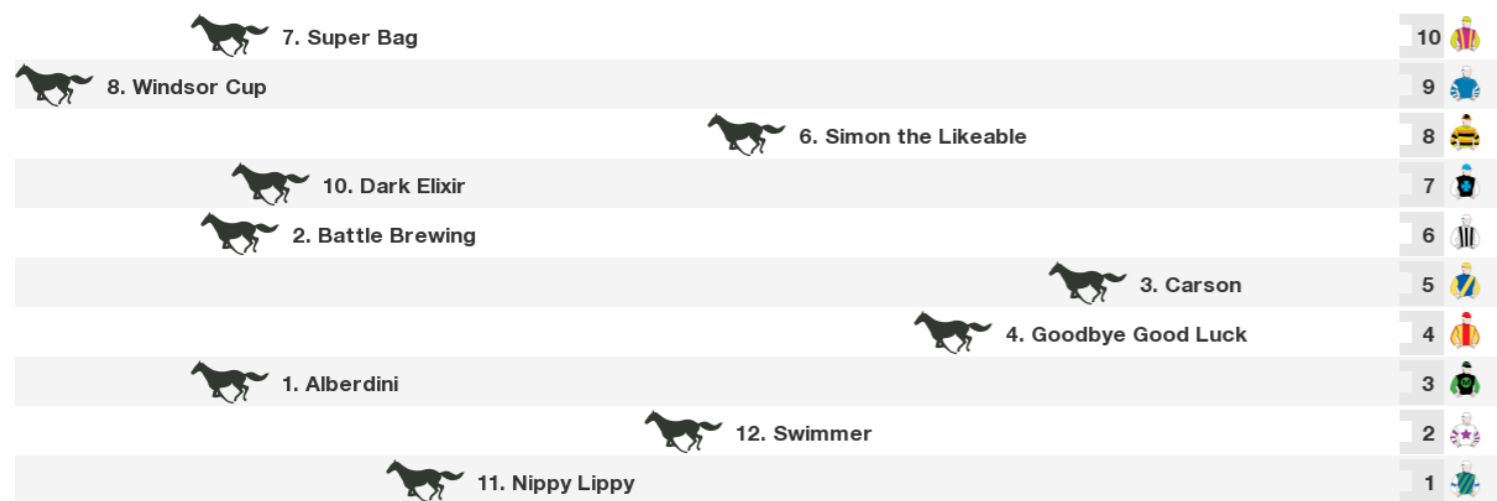 7. Super Bag 10
8. Windsor Cup 9
6. Simon the Likeable 8
10. Dark Elixir 7
2. Battle Brewing 6
3. Carson 5
4. Goodbye Good Luck 4
1. Alberdini 3
12. Swimmer 2
11. Nippy Lippy 1